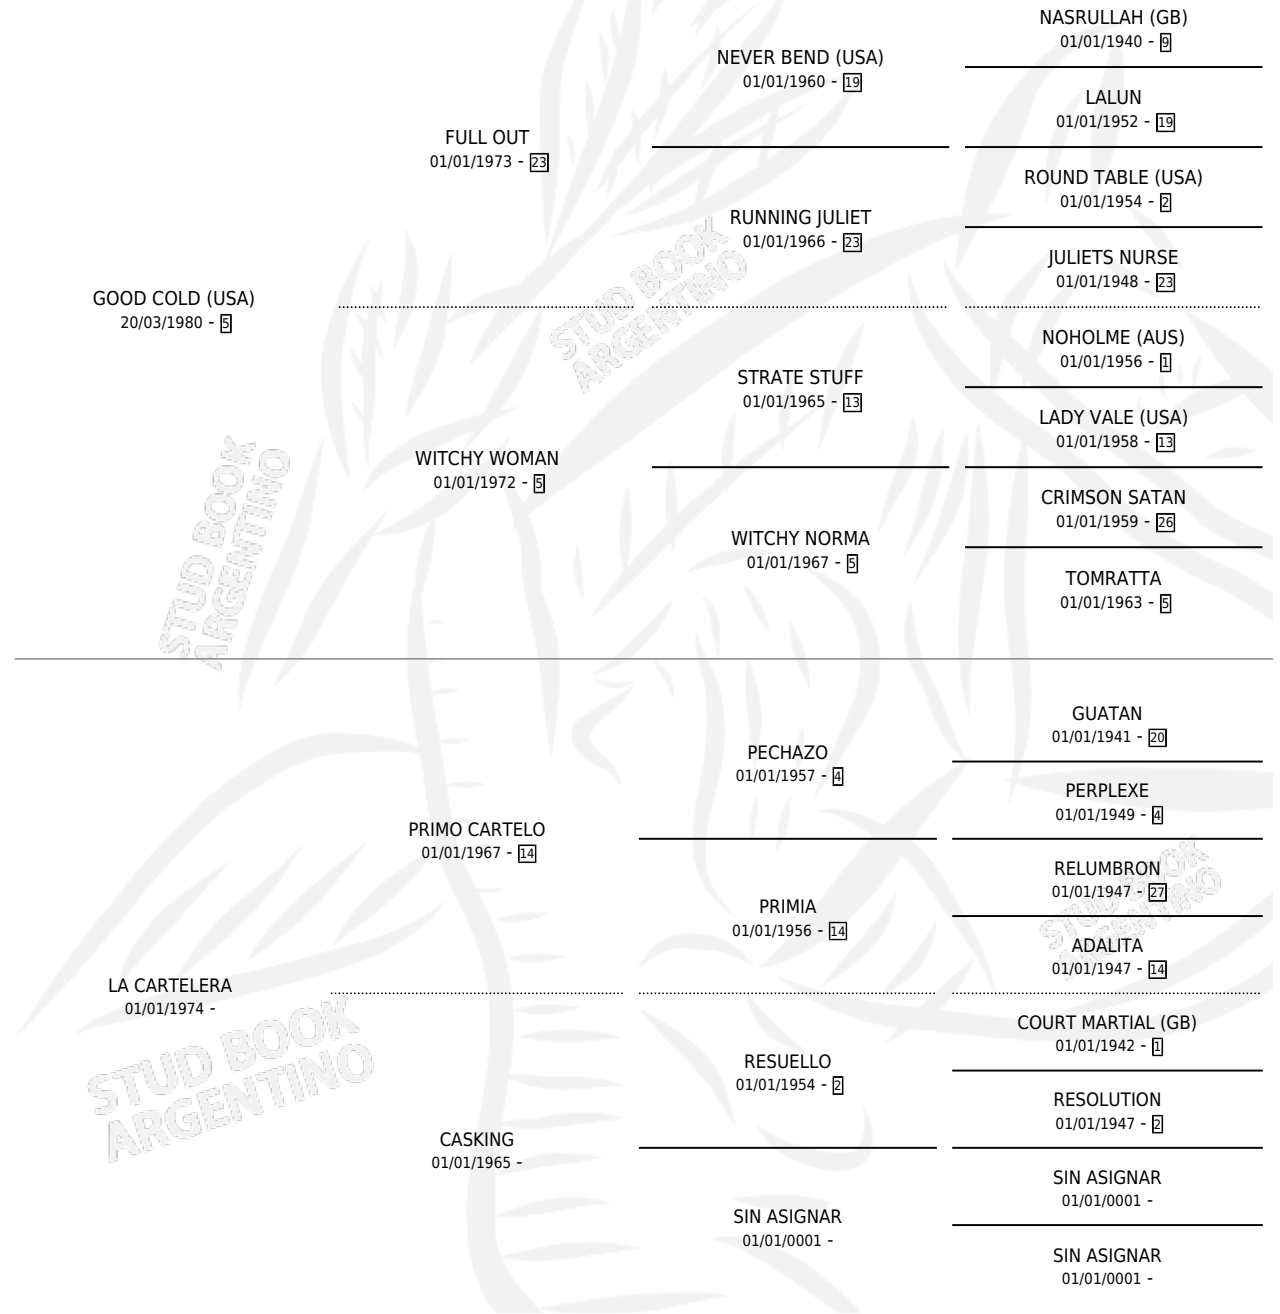 NASRULLAH (GB)
01/01/1940 - 9
NEVER BEND (USA)
01/01/1960 - 19
LALUN
01/01/1952 - 19
FULL OUT
01/01/1973 - 23
ROUND TABLE (USA)
01/01/1954 - 2
RUNNING JULIET
01/01/1966 - 23
JULIETS NURSE
01/01/1948 - 23
GOOD COLD (USA)
20/03/1980 - 5
STUD BOOK
ARGENTINO
NOHOLME (AUS)
01/01/1956 - 1
STRATE STUFF
01/01/1965 - 13
LADY VALE (USA)
01/01/1958 - 13
WITCHY WOMAN
01/01/1972 - 5
CRIMSON SATAN
01/01/1959 - 26
WITCHY NORMA
01/01/1967 - 5
TOMRATTA
01/01/1963 - 5
STUD BOOK
ARGENTINO
GUATAN
01/01/1941 - 20
PECHAZO
01/01/1957 - 4
PERPLEXE
01/01/1949 - 4
PRIMO CARTELO
01/01/1967 - 14
RELUMBRON
01/01/1947 - 27
PRIMIA
01/01/1956 - 14
ADALITA
01/01/1947 - 14
STUD BOOK
ARGENTINO
LA CARTELERA
01/01/1974 -
COURT MARTIAL (GB)
01/01/1942 - 1
RESUELLO
01/01/1954 - 2
RESOLUTION
01/01/1947 - 2
STUD BOOK
ARGENTINO
CASKING
01/01/1965 -
SIN ASIGNAR
01/01/0001 -
SIN ASIGNAR
01/01/0001 -
SIN ASIGNAR
01/01/0001 -